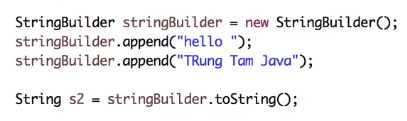 StringBuilder stringBuilder = new StringBuilder();
stringBuilder.append("hello ");
stringBuilder.append("TRung Tam Java");
String s2 = stringBuilder.toString();